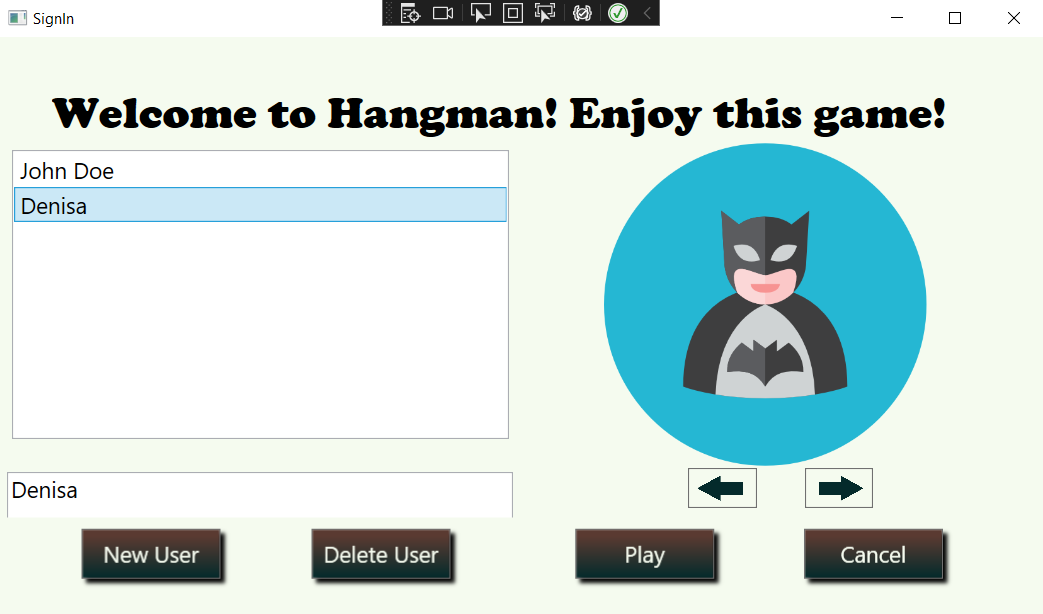 SignIn
Welcome to Hangman! Enjoy this game!
John Doe
Denisa
Denisa
New User
Delete User
Play
Cancel